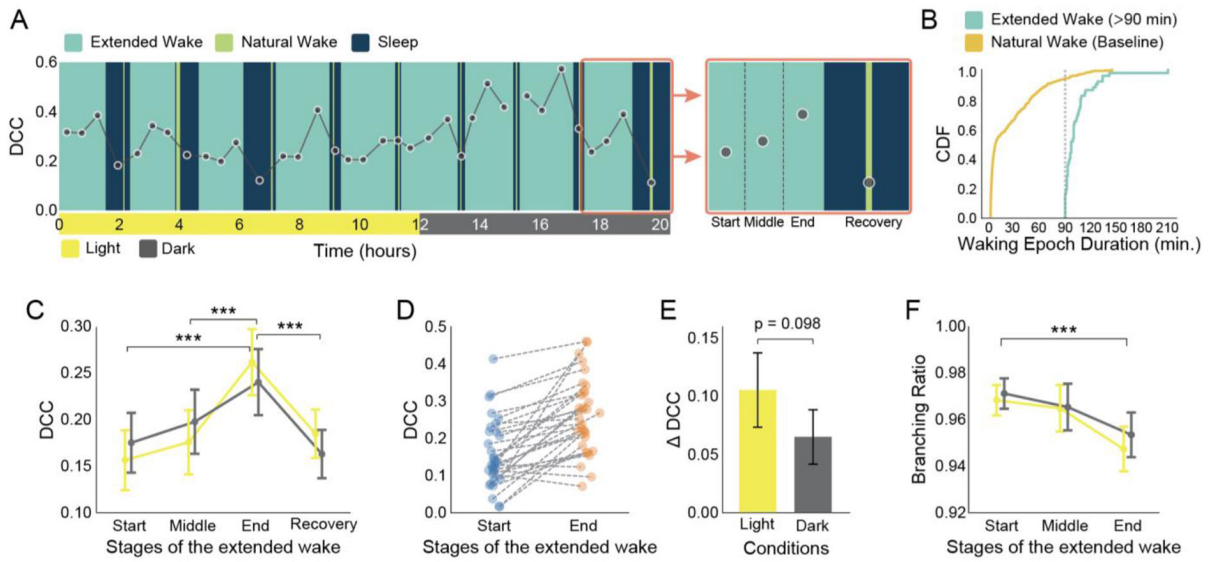 A
Extended Wake Natural Wake Sleep
DCC
0.6
0.4
0.2
0.0
0 2 4 6 8 10 12 14 16 18 20
Time (hours)
Light Dark
Start Middle End Recovery
B
Extended Wake (>90 min)
Natural Wake (Baseline)
CDF
1.0
0.8
0.6
0.4
0.2
0.0
0 30 60 90 120 150 180 210
Waking Epoch Duration (min.)
C
DCC
0.30
0.25
0.20
0.15
0.10
***
***
***
Start Middle End Recovery
Stages of the extended wake
D
DCC
0.5
0.4
0.3
0.2
0.1
0.0
Start End
Stages of the extended wake
E
Δ DCC
0.15
0.10
0.05
0.00
p = 0.098
Light Dark
Conditions
F
Branching Ratio
1.00
0.98
0.96
0.94
0.92
***
Start Middle End
Stages of the extended wake